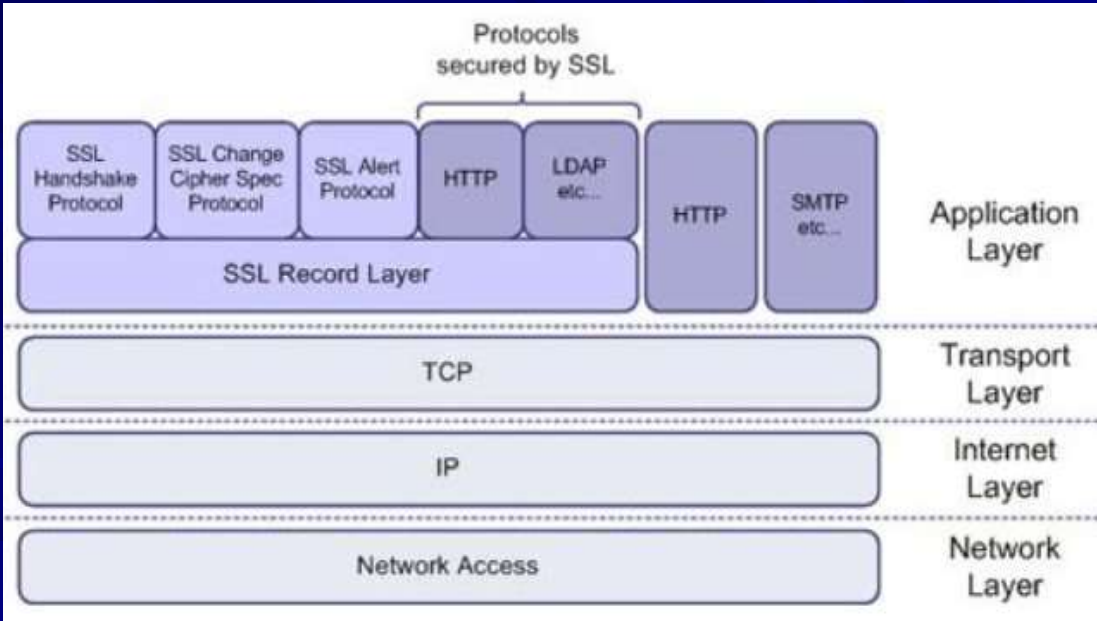 Protocols
secured by SSL
SSL
Handshake
Protocol
SSL Change
Cipher Spec
Protocol
SSL Alert
Protocol
HTTP
LDAP
etc...
HTTP
SMTP
etc...
Application
Layer
SSL Record Layer
TCP
Transport
Layer
IP
Internet
Layer
Network Access
Network
Layer